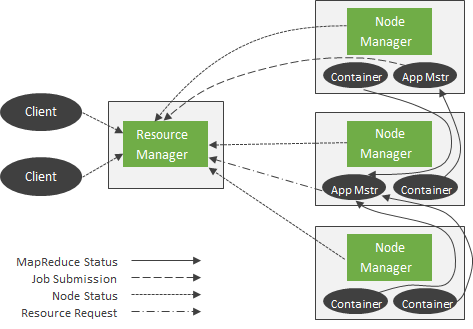 Node
Manager
Container
App Mstr
Client
Resource
Manager
Node
Manager
Client
App Mstr
Container
Node
Manager
Container
Container
MapReduce Status
Job Submission
Node Status
Resource Request